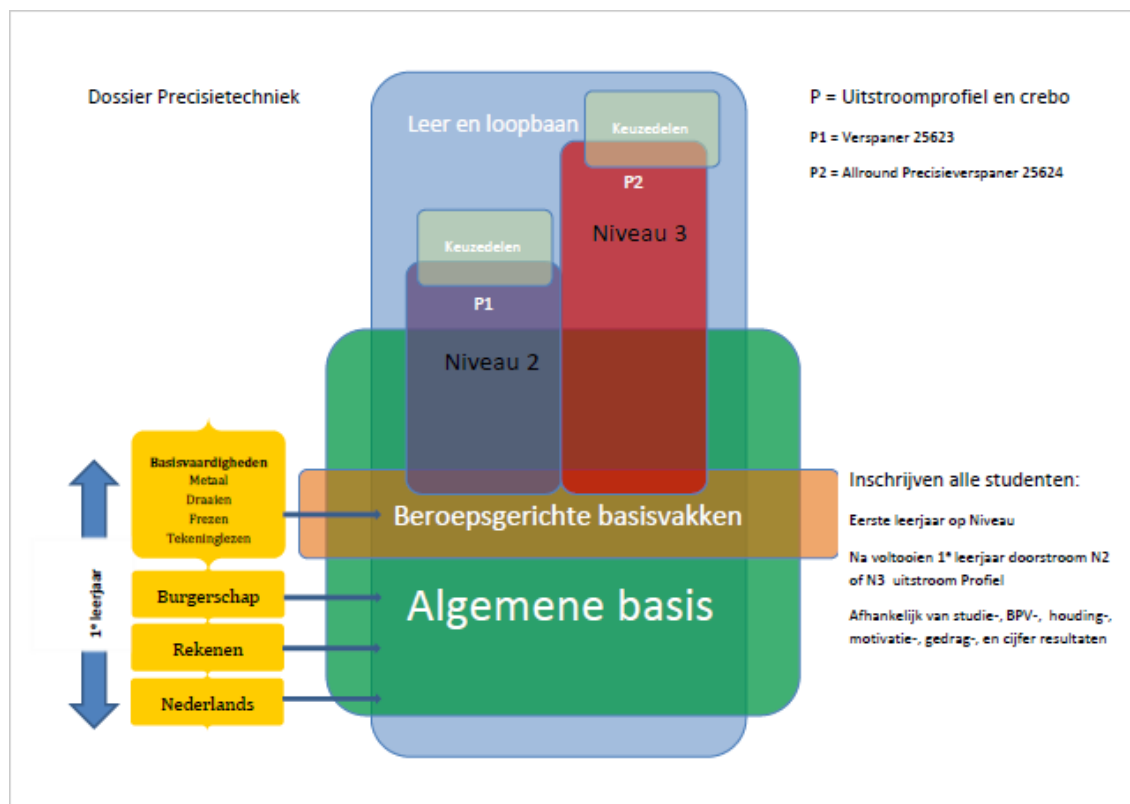 Dossier Precisietechniek
Leer en loopbaan
Keuzedelen
P2
Niveau 3
Keuzedelen
P1
Niveau 2
P = Uitstroomprofiel en crebo
P1 = Verspaner 25623
P2 = Allround Precisieverspaner 25624
1e leerjaar
Basisvaardigheden
Metaal
Draaien
Frezen
Tekeninglezen
Burgerschap
Rekenen
Nederlands
Beroepsgerichte basisvakken
Algemene basis
Inschrijven alle studenten:
Eerste leerjaar op Niveau
Na voltooien 1e leerjaar doorstroom N2
of N3 uitstroom Profiel
Afhankelijk van studie-, BPV-, houding-,
motivatie-, gedrag-, en cijfer resultaten